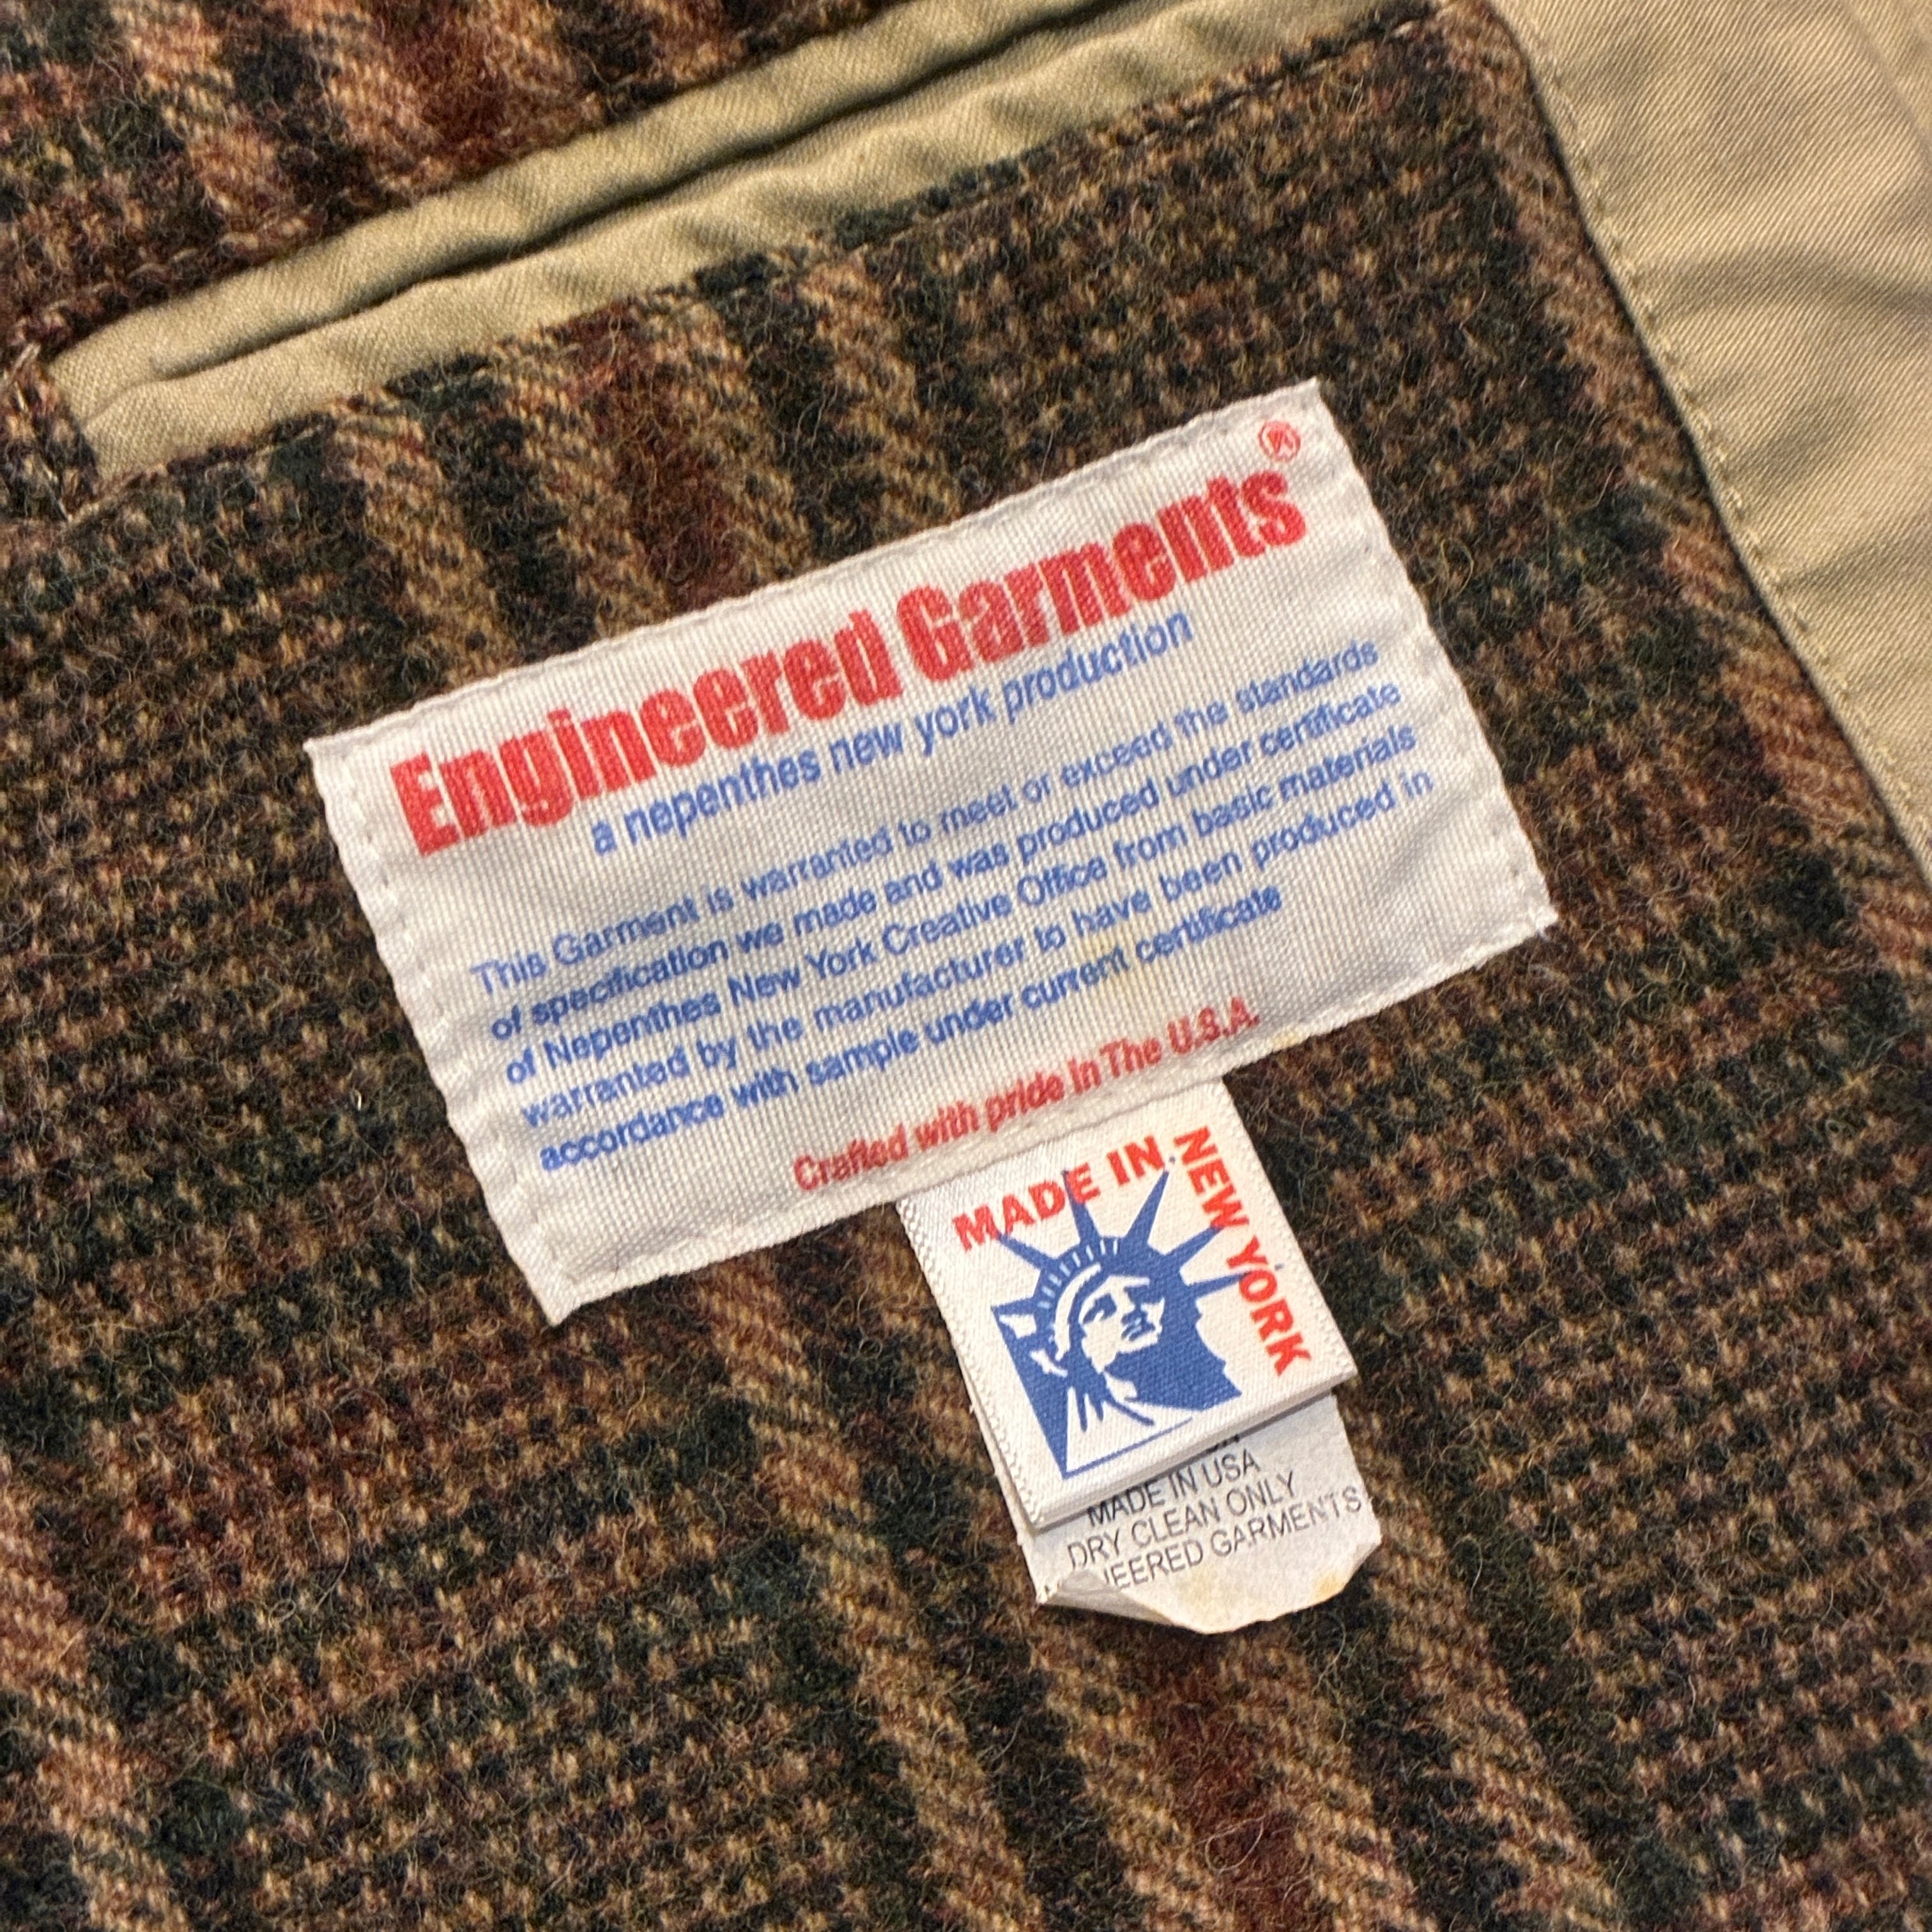 Engineered Garments®
a nepenthes new york production
This Garment is warranted to meet or exceed the standards
of specification we made and was produced under certificate
of Nepenthes New York Creative Office from basic materials
warranted by the manufacturer to have been produced in
accordance with sample under current certificate
Crafted with pride in The U.S.A.
MADE IN NEW YORK
MADE IN USA
DRY CLEAN ONLY
NEERED GARMENTS